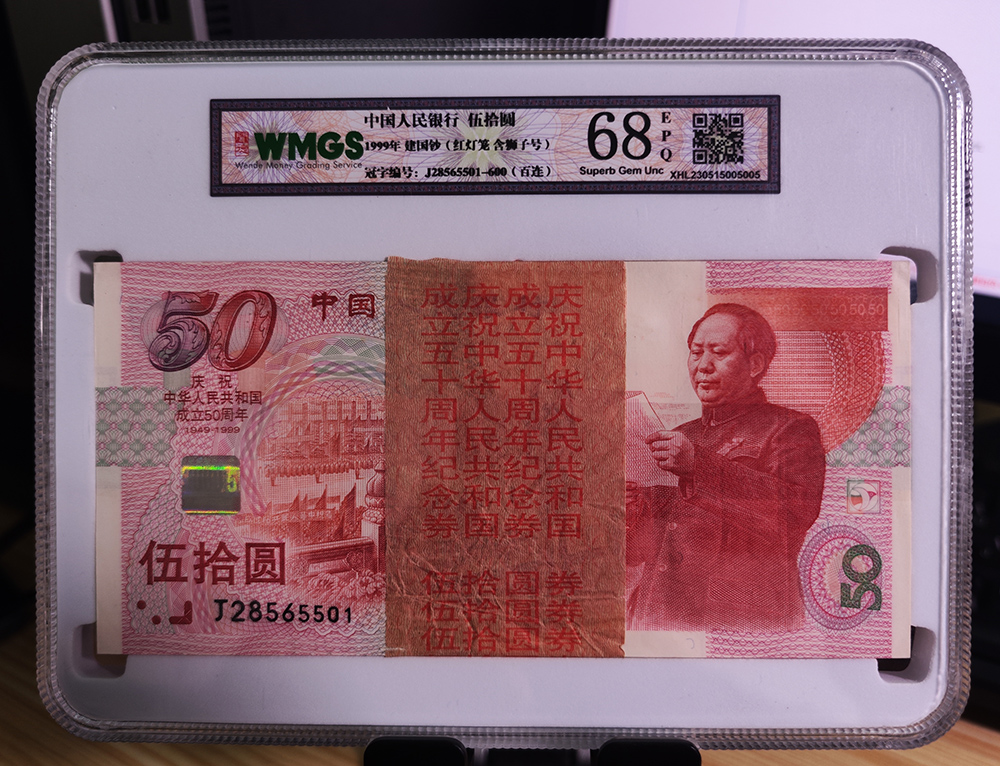 WMGS
Wende Money Grading Service
中国人民银行 伍拾圆
1999年 建国钞（红灯笼 含狮子号）
冠字编号：J28565501-600（百连）
68
EPQ
Superb Gem Unc
XHL230515005005
50
中国
庆祝
中华人民共和国
成立50周年
1949-1999
5
伍拾圆
J28565501
庆祝中华人民共和国
成立五十周年纪念券
庆祝中华人民共和国
成立五十周年纪念券
伍拾圆券
伍拾圆券
伍拾圆券
50 50 50
50